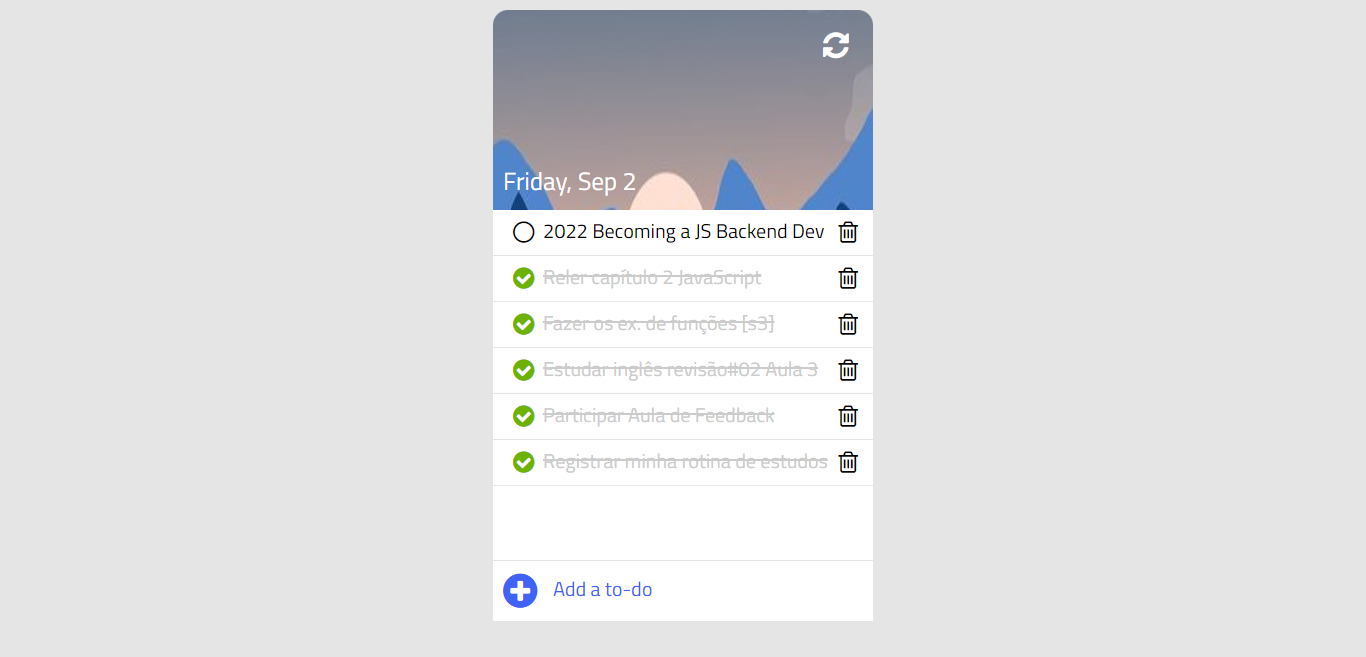 Friday, Sep 2
2022 Becoming a JS Backend Dev
Reler capítulo 2 JavaScript
Fazer os ex. de funções [s3]
Estudar inglês revisão#02 Aula 3
Participar Aula de Feedback
Registrar minha rotina de estudos
Add a to-do